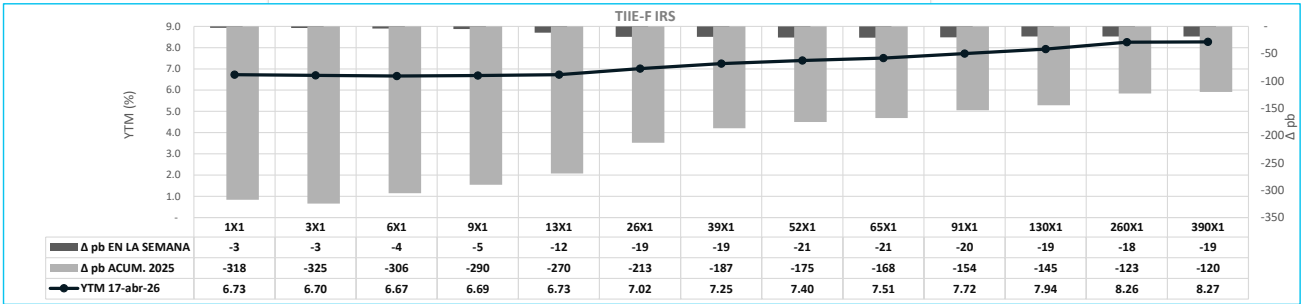 TIIE-F IRS
9.0
8.0
7.0
6.0
5.0
4.0
3.0
2.0
1.0
-
YTM (%)
-
-50
-100
-150
-200
-250
-300
-350
Δ pb
1X1 3X1 6X1 9X1 13X1 26X1 39X1 52X1 65X1 91X1 130X1 260X1 390X1
Δ pb EN LA SEMANA -3 -3 -4 -5 -12 -19 -19 -21 -21 -20 -19 -18 -19
Δ pb ACUM. 2025 -318 -325 -306 -290 -270 -213 -187 -175 -168 -154 -145 -123 -120
YTM 17-abr-26 6.73 6.70 6.67 6.69 6.73 7.02 7.25 7.40 7.51 7.72 7.94 8.26 8.27